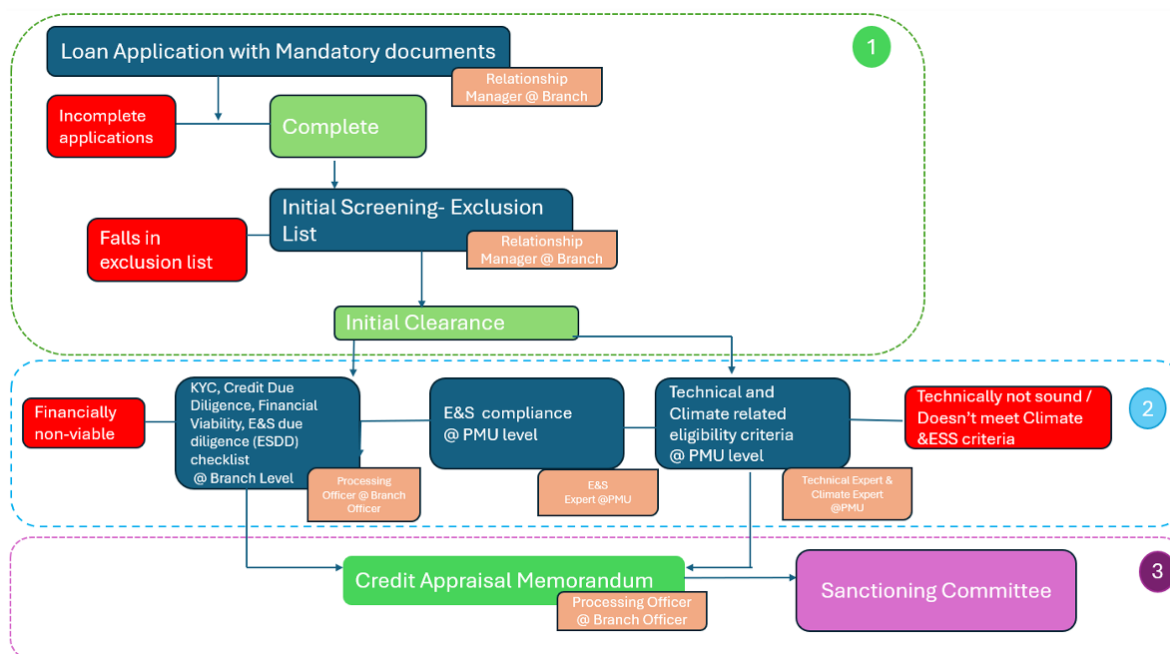 Loan Application with Mandatory documents
1
Relationship
Manager @ Branch
Incomplete
applications
Complete
Initial Screening- Exclusion
List
Relationship
Manager @ Branch
Falls in
exclusion list
Initial Clearance
Financially
non-viable
KYC, Credit Due
Diligence, Financial
Viability, E&S due
diligence (ESDD)
checklist
@ Branch Level
Processing
Officer @ Branch
Officer
E&S compliance
@ PMU level
E&S
Expert @PMU
Technical and
Climate related
eligibility criteria
@ PMU level
Technical Expert &
Climate Expert
@PMU
Technically not sound /
Doesn't meet Climate
&ESS criteria
2
Credit Appraisal Memorandum
Processing Officer
@ Branch Officer
Sanctioning Committee
3